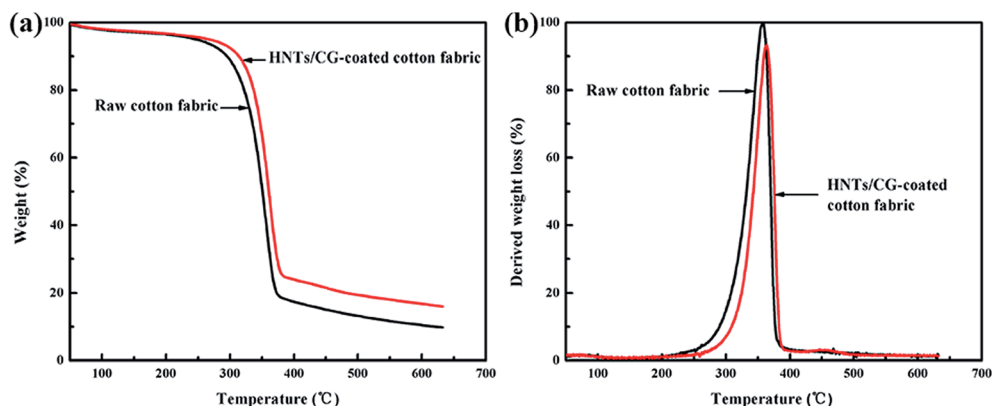 (a)
100
80
60
40
20
0
Weight (%)
HNTs/CG-coated cotton fabric
Raw cotton fabric
100
200
300
400
500
600
700
Temperature (℃)
(b)
100
80
60
40
20
0
Derived weight loss (%)
Raw cotton fabric
HNTs/CG-coated
cotton fabric
100
200
300
400
500
600
700
Temperature (℃)